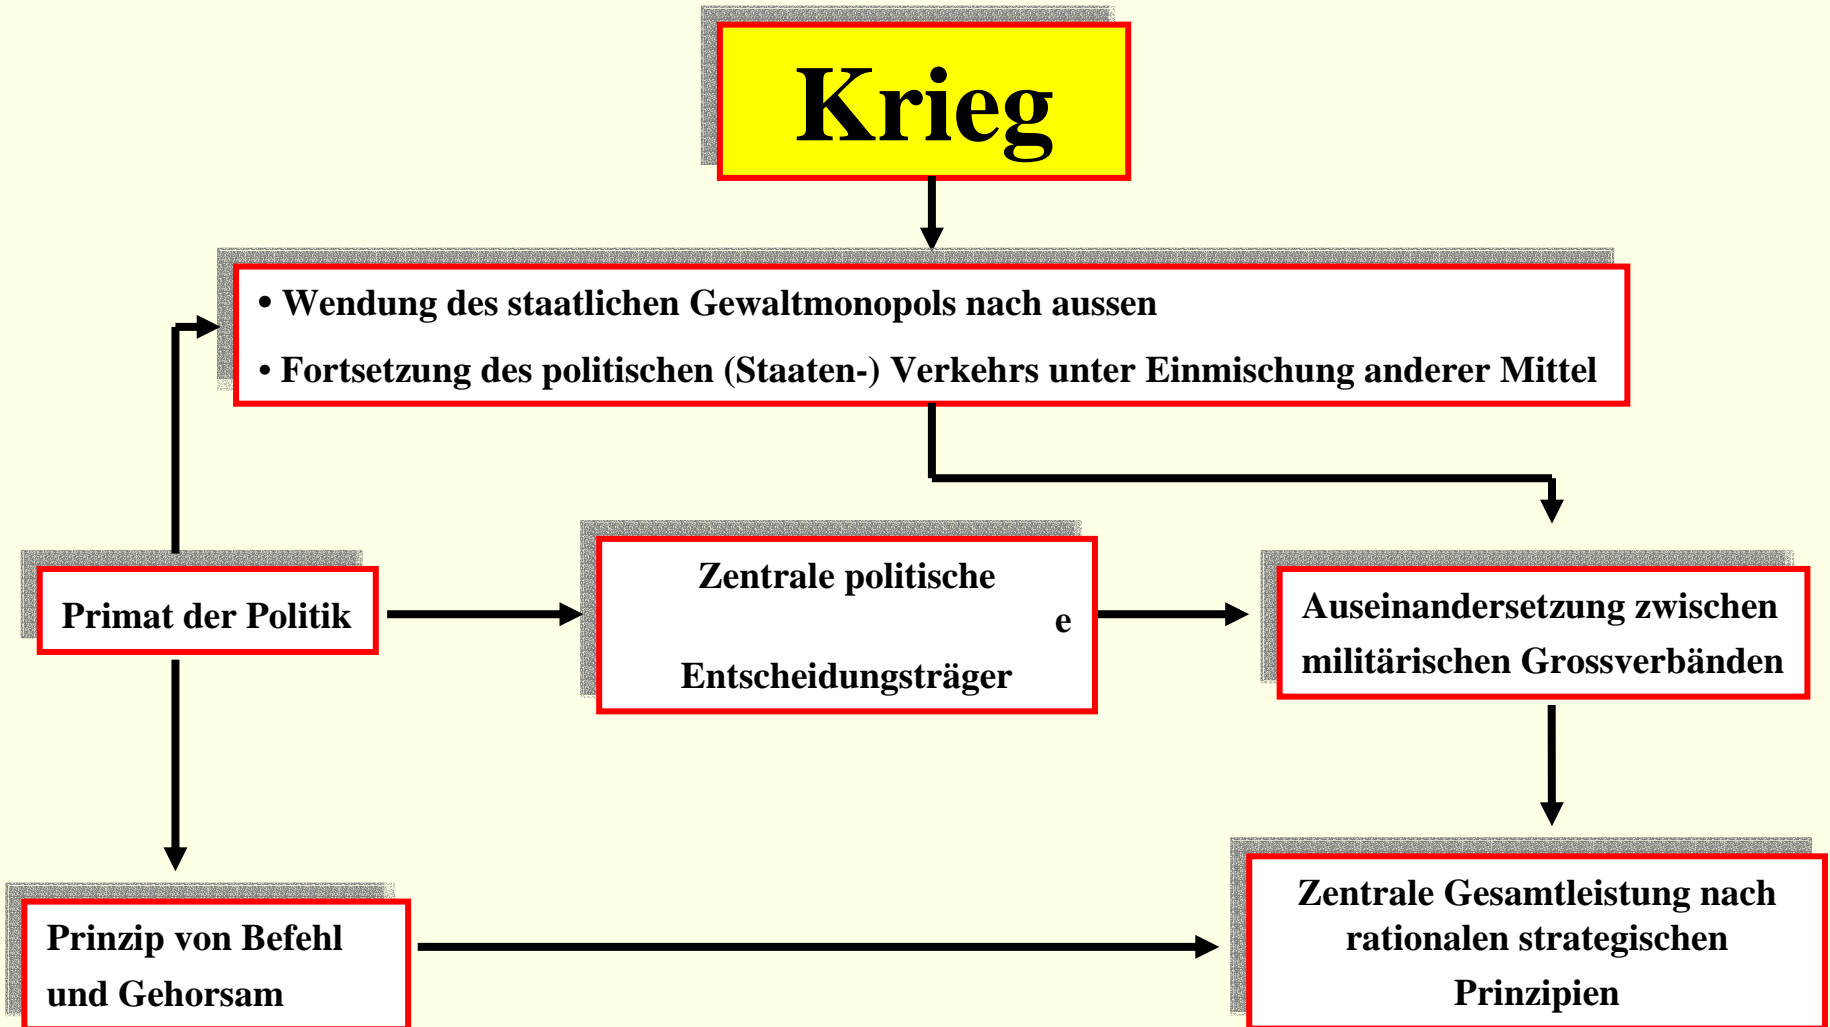 Krieg
• Wendung des staatlichen Gewaltmonopols nach aussen
• Fortsetzung des politischen (Staaten-) Verkehrs unter Einmischung anderer Mittel
Primat der Politik
Zentrale politische
e
Entscheidungsträger
Auseinandersetzung zwischen
militärischen Grossverbänden
Prinzip von Befehl
und Gehorsam
Zentrale Gesamtleistung nach
rationalen strategischen
Prinzipien